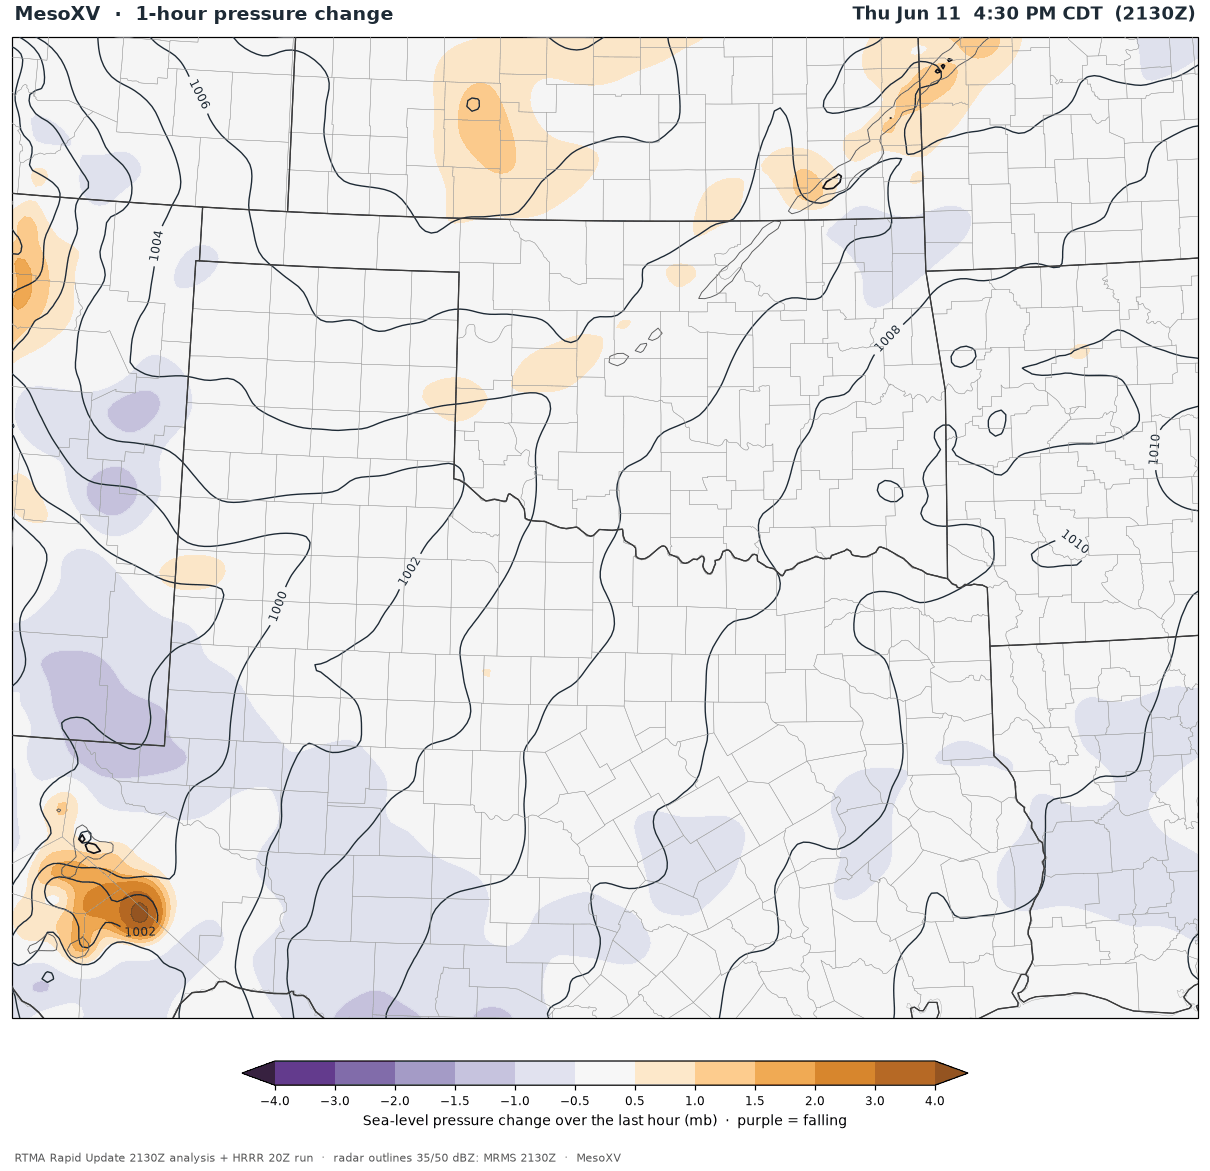 MesoXV · 1-hour pressure change
Thu Jun 11 4:30 PM CDT (2130Z)
1006
1004
1008
1010
1010
1002
1000
1002
−4.0 −3.0 −2.0 −1.5 −1.0 −0.5 0.5 1.0 1.5 2.0 3.0 4.0
Sea-level pressure change over the last hour (mb) · purple = falling
RTMA Rapid Update 2130Z analysis + HRRR 20Z run · radar outlines 35/50 dBZ: MRMS 2130Z · MesoXV